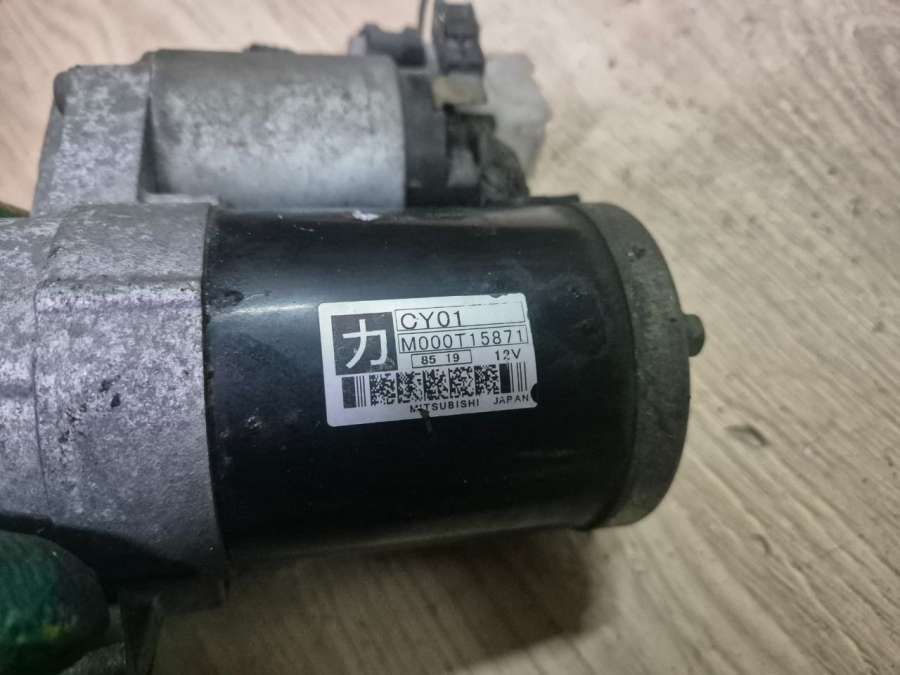 力
CY01
M000T15871
85 19 12V
MITSUBISHI JAPAN